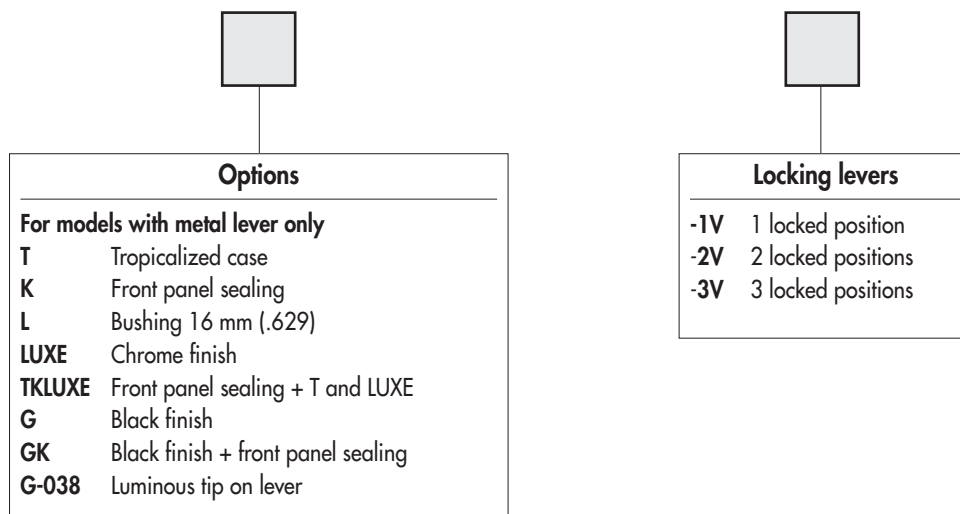 Options
For models with metal lever only
T Tropicalized case
K Front panel sealing
L Bushing 16 mm (.629)
LUXE Chrome finish
TKLUXE Front panel sealing + T and LUXE
G Black finish
GK Black finish + front panel sealing
G-038 Luminous tip on lever
Locking levers
-1V 1 locked position
-2V 2 locked positions
-3V 3 locked positions